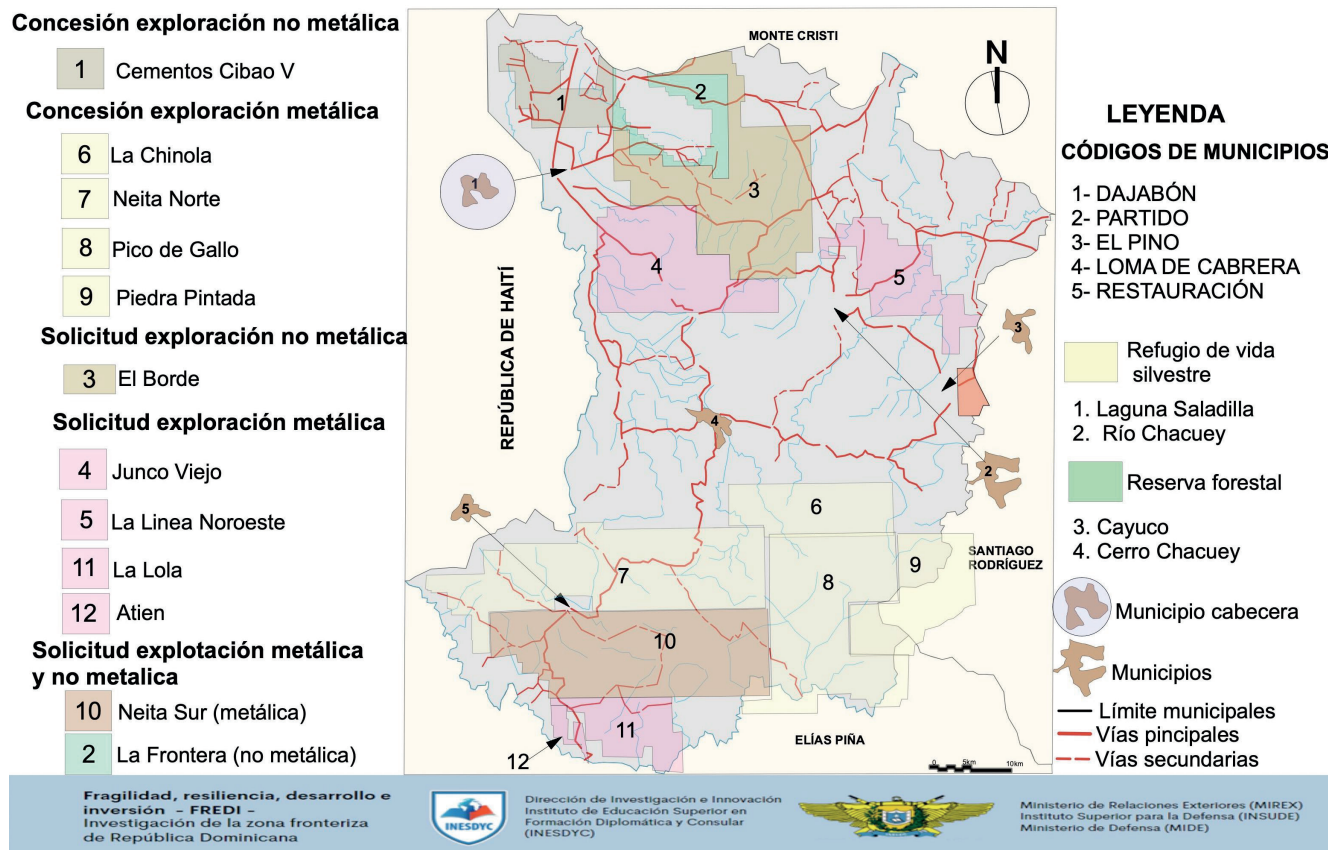 Concesión exploración no metálica
1 Cementos Cibao V
Concesión exploración metálica
6 La Chinola
7 Neita Norte
8 Pico de Gallo
9 Piedra Pintada
Solicitud exploración no metálica
3 El Borde
Solicitud exploración metálica
4 Junco Viejo
5 La Linea Noroeste
11 La Lola
12 Atien
Solicitud explotación metálica
y no metalica
10 Neita Sur (metálica)
2 La Frontera (no metálica)
MONTE CRISTI
N
REPÚBLICA DE HAITÍ
SANTIAGO
RODRÍGUEZ
ELÍAS PIÑA
1
2
3
4
5
6
7
8
9
10
11
12
1
2
3
4
5
0 5km 10km
LEYENDA
CÓDIGOS DE MUNICIPIOS
1- DAJABÓN
2- PARTIDO
3- EL PINO
4- LOMA DE CABRERA
5- RESTAURACIÓN
Refugio de vida
silvestre
1. Laguna Saladilla
2. Río Chacuey
Reserva forestal
3. Cayuco
4. Cerro Chacuey
Municipio cabecera
Municipios
Límite municipales
Vías pincipales
Vías secundarias
Fragilidad, resiliencia, desarrollo e
inversión – FREDI –
Investigación de la zona fronteriza
de República Dominicana
INESDYC
Dirección de Investigación e Innovación
Instituto de Educación Superior en
Formación Diplomática y Consular
(INESDYC)
Ministerio de Relaciones Exteriores (MIREX)
Instituto Superior para la Defensa (INSUDE)
Ministerio de Defensa (MIDE)